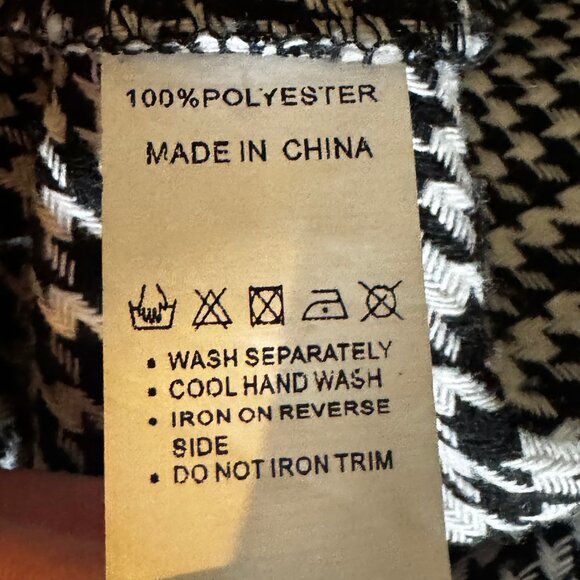 100%POLYESTER
MADE IN CHINA
• WASH SEPARATELY
• COOL HAND WASH
• IRON ON REVERSE
SIDE
• DO NOT IRON TRIM